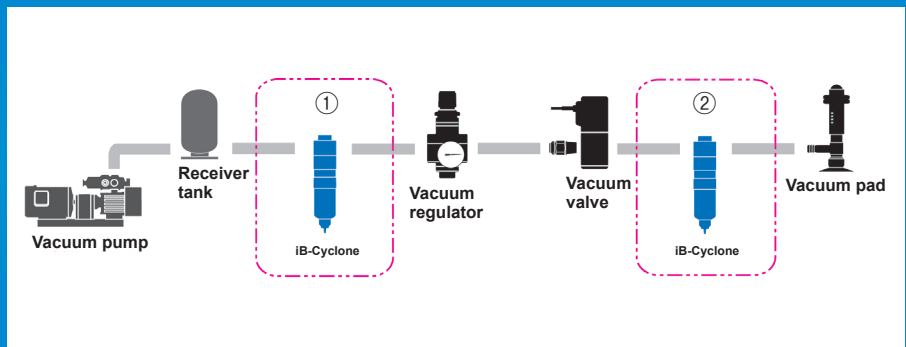 ①
②
Receiver
tank
Vacuum
regulator
Vacuum
valve
Vacuum pad
Vacuum pump
iB-Cyclone
iB-Cyclone